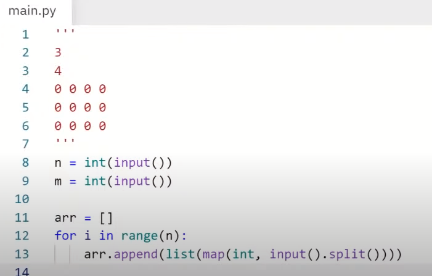 main.py
1 '''
2 3
3 4
4 0 0 0 0
5 0 0 0 0
6 0 0 0 0
7 '''
8 n = int(input())
9 m = int(input())
10
11 arr = []
12 for i in range(n):
13     arr.append(list(map(int, input().split())))
14